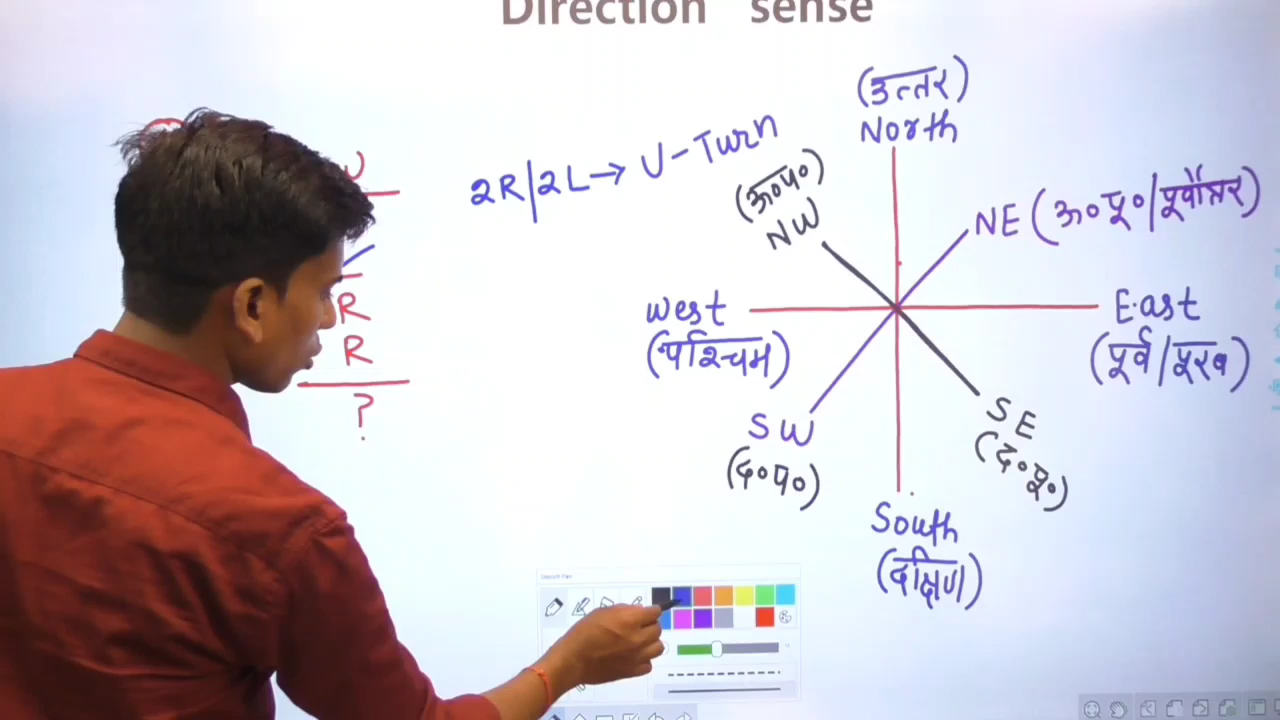 Direction sense
(उत्तर)
North
2R/2L→ U-Turn
(उ०प०)
NW
NE (उ०पू०/पूर्वोत्तर)
West
(पश्चिम)
East
(पूर्व/पूरब)
R
R
?
SW
(द०प०)
SE
(द०पू०)
South
(दक्षिण)